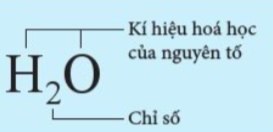 Kí hiệu hoá học
của nguyên tố
H₂O
Chỉ số